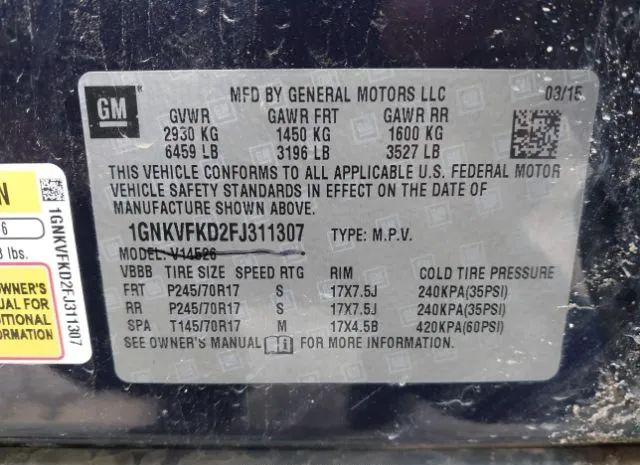 GM
MFD BY GENERAL MOTORS LLC 03/15
GVWR GAWR FRT GAWR RR
2930 KG 1450 KG 1600 KG
6459 LB 3196 LB 3527 LB
THIS VEHICLE CONFORMS TO ALL APPLICABLE U.S. FEDERAL MOTOR
VEHICLE SAFETY STANDARDS IN EFFECT ON THE DATE OF
MANUFACTURE SHOWN ABOVE.
1GNKVFKD2FJ311307 TYPE: M.P.V.
MODEL: V14526
VBBB TIRE SIZE SPEED RTG RIM COLD TIRE PRESSURE
FRT P245/70R17 S 17X7.5J 240KPA(35PSI)
RR P245/70R17 S 17X7.5J 240KPA(35PSI)
SPA T145/70R17 M 17X4.5B 420KPA(60PSI)
SEE OWNER'S MANUAL FOR MORE INFORMATION.
N
6
lbs.
OWNER'S
UAL FOR
DITIONAL
ORMATION
1GNKVFKD2FJ311307